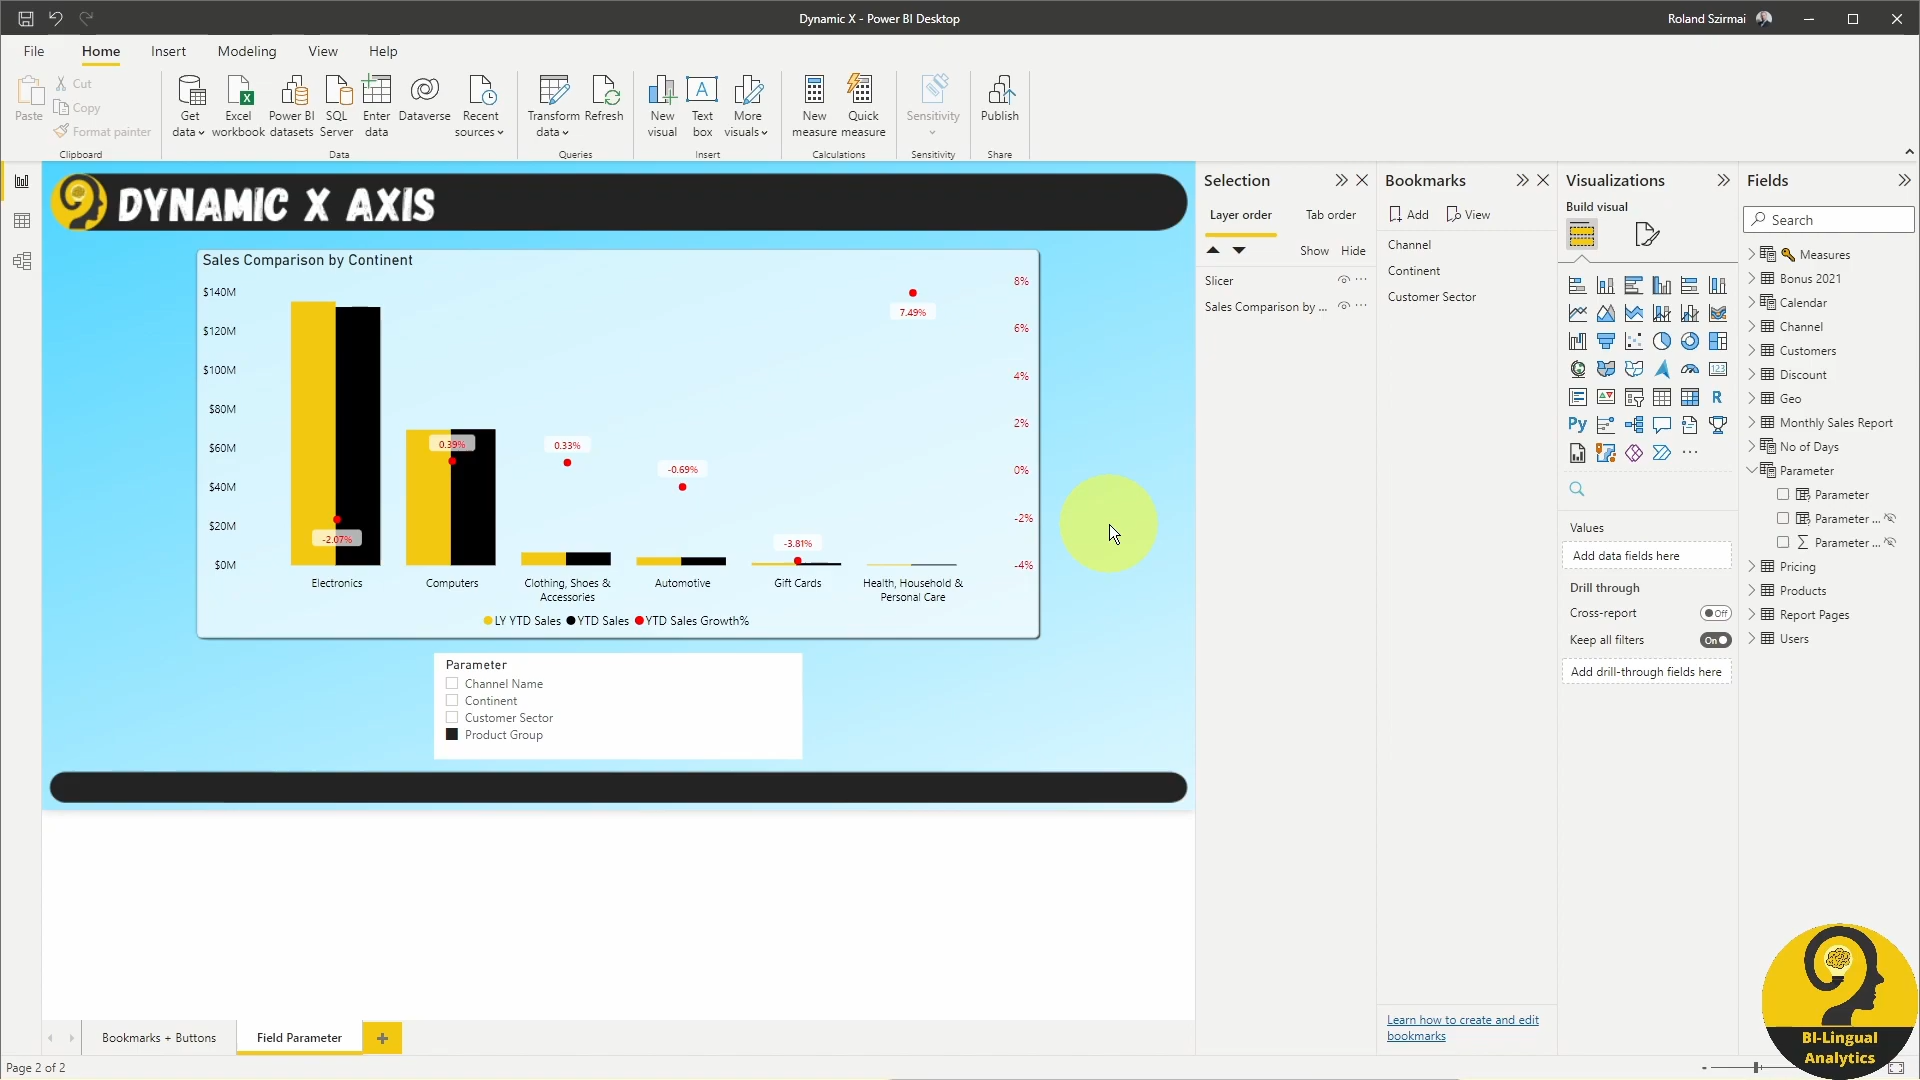 Dynamic X - Power BI Desktop
Roland Szirmai
File Home Insert Modeling View Help
Paste
Cut
Copy
Format painter
Clipboard
Get data
Excel workbook
Power BI datasets
SQL Server
Enter data
Dataverse
Recent sources
Data
Transform data
Refresh
Queries
New visual
A
Text box
More visuals
Insert
New measure
Quick measure
Calculations
Sensitivity
Sensitivity
Publish
Share
DYNAMIC X AXIS
Sales Comparison by Continent
$140M
$120M
$100M
$80M
$60M
$40M
$20M
$0M
8%
6%
4%
2%
0%
-2%
-4%
-2.07%
0.39%
0.33%
-0.69%
-3.81%
7.49%
Electronics
Computers
Clothing, Shoes & Accessories
Automotive
Gift Cards
Health, Household & Personal Care
LY YTD Sales YTD Sales YTD Sales Growth%
Parameter
Channel Name
Continent
Customer Sector
Product Group
Selection
Layer order Tab order
Show Hide
Slicer ...
Sales Comparison by ... ...
Bookmarks
Add View
Channel
Continent
Customer Sector
Learn how to create and edit
bookmarks
Visualizations
Build visual
123
R
Py
...
Values
Add data fields here
Drill through
Cross-report Off
Keep all filters On
Add drill-through fields here
Fields
Search
Measures
Bonus 2021
Calendar
Channel
Customers
Discount
Geo
Monthly Sales Report
No of Days
Parameter
Parameter
Parameter ...
Parameter ...
Pricing
Products
Report Pages
Users
BI-Lingual
Analytics
Bookmarks + Buttons Field Parameter +
Page 2 of 2